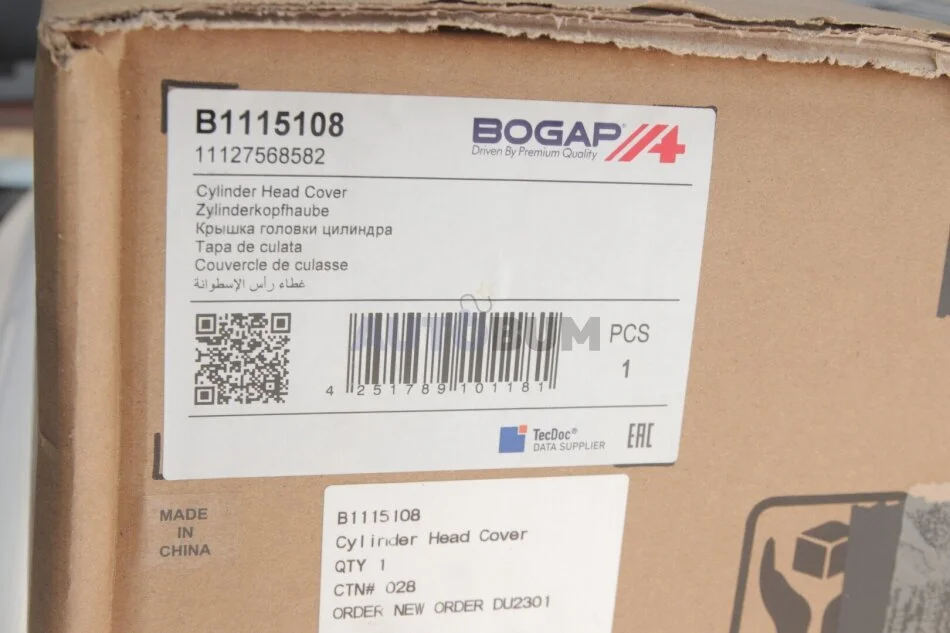 B1115108
11127568582
BOGAP
Driven By Premium Quality
Cylinder Head Cover
Zylinderkopfhaube
Крышка головки цилиндра
Tapa de culata
Couvercle de culasse
غطاء رأس الإسطوانة
AUTOBUM
PCS
1
4 251789 101181
TecDoc®
DATA SUPPLIER
EAC
MADE
IN
CHINA
B1115108
Cylinder Head Cover
QTY 1
CTN# 028
ORDER NEW ORDER DU2301